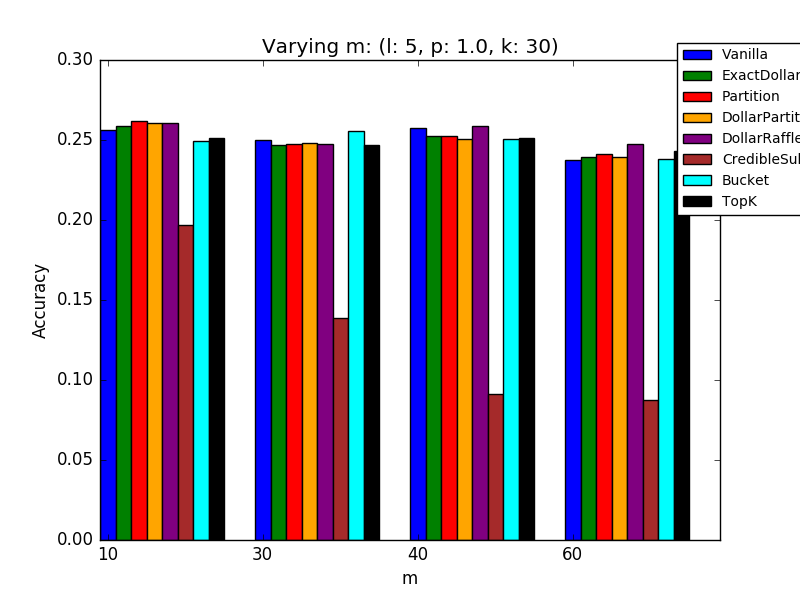 Varying m: (l: 5, p: 1.0, k: 30)
0.30
0.25
0.20
0.15
0.10
0.05
0.00
Accuracy
10 30 40 60
m
Vanilla
ExactDollar
Partition
DollarPartit
DollarRaffle
CredibleSul
Bucket
TopK